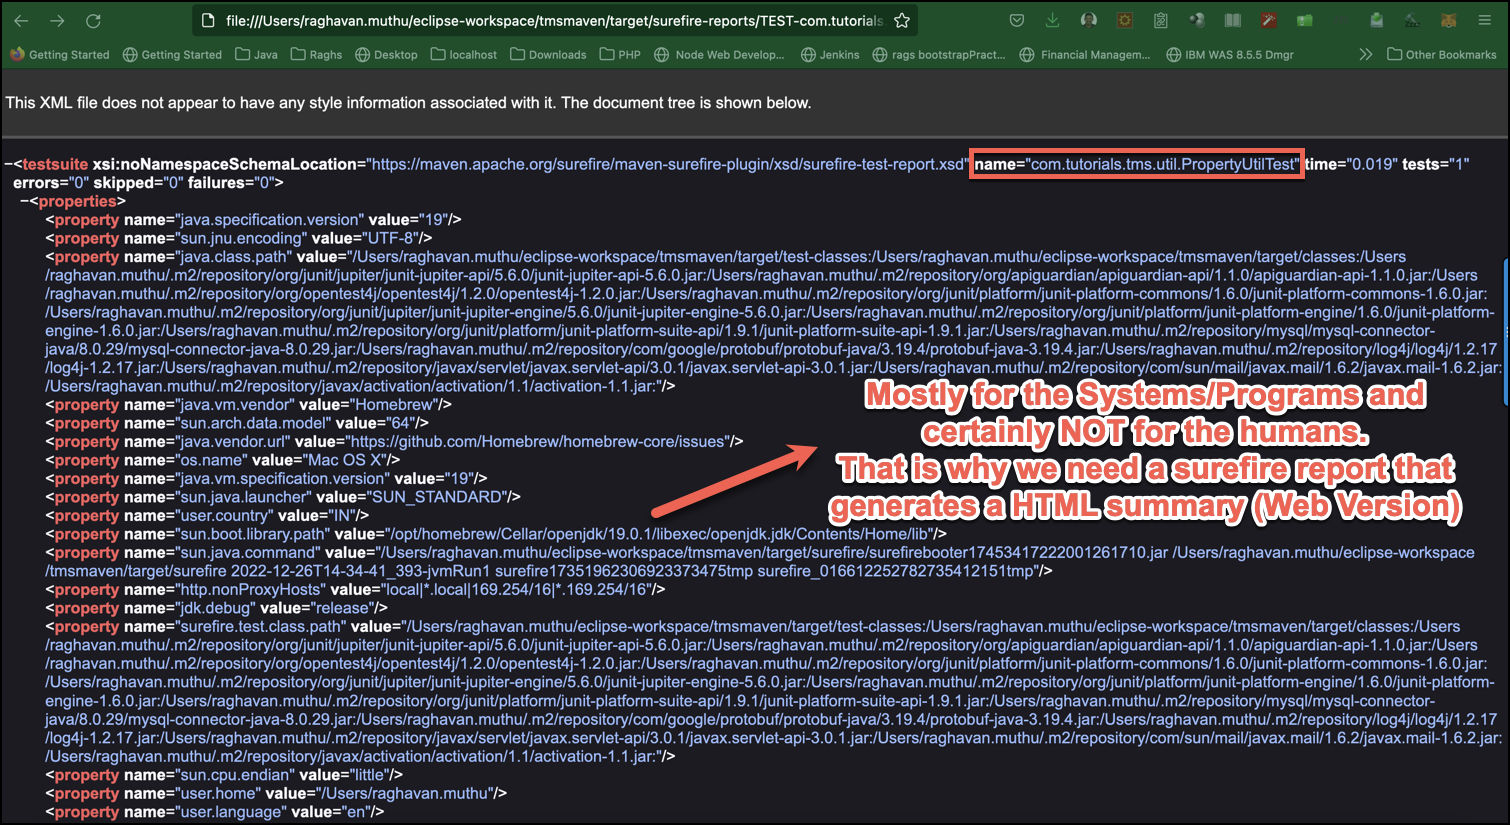 file:///Users/raghavan.muthu/eclipse-workspace/tmsmaven/target/surefire-reports/TEST-com.tutorials
Getting Started Getting Started Java Raghs Desktop localhost Downloads PHP Node Web Develop... Jenkins rags bootstrapPract... Financial Managem... IBM WAS 8.5.5 Dmgr Other Bookmarks
This XML file does not appear to have any style information associated with it. The document tree is shown below.
−<testsuite xsi:noNamespaceSchemaLocation="https://maven.apache.org/surefire/maven-surefire-plugin/xsd/surefire-test-report.xsd" name="com.tutorials.tms.util.PropertyUtilTest" time="0.019" tests="1"
errors="0" skipped="0" failures="0">
−<properties>
<property name="java.specification.version" value="19"/>
<property name="sun.jnu.encoding" value="UTF-8"/>
<property name="java.class.path" value="/Users/raghavan.muthu/eclipse-workspace/tmsmaven/target/test-classes:/Users/raghavan.muthu/eclipse-workspace/tmsmaven/target/classes:/Users
/raghavan.muthu/.m2/repository/org/junit/jupiter/junit-jupiter-api/5.6.0/junit-jupiter-api-5.6.0.jar:/Users/raghavan.muthu/.m2/repository/org/apiguardian/apiguardian-api/1.1.0/apiguardian-api-1.1.0.jar:/Users
/raghavan.muthu/.m2/repository/org/opentest4j/opentest4j/1.2.0/opentest4j-1.2.0.jar:/Users/raghavan.muthu/.m2/repository/org/junit/platform/junit-platform-commons/1.6.0/junit-platform-commons-1.6.0.jar:
/Users/raghavan.muthu/.m2/repository/org/junit/jupiter/junit-jupiter-engine/5.6.0/junit-jupiter-engine-5.6.0.jar:/Users/raghavan.muthu/.m2/repository/org/junit/platform/junit-platform-engine/1.6.0/junit-platform-
engine-1.6.0.jar:/Users/raghavan.muthu/.m2/repository/org/junit/platform/junit-platform-suite-api/1.9.1/junit-platform-suite-api-1.9.1.jar:/Users/raghavan.muthu/.m2/repository/mysql/mysql-connector-
java/8.0.29/mysql-connector-java-8.0.29.jar:/Users/raghavan.muthu/.m2/repository/com/google/protobuf/protobuf-java/3.19.4/protobuf-java-3.19.4.jar:/Users/raghavan.muthu/.m2/repository/log4j/log4j/1.2.17
/log4j-1.2.17.jar:/Users/raghavan.muthu/.m2/repository/javax/servlet/javax.servlet-api/3.0.1/javax.servlet-api-3.0.1.jar:/Users/raghavan.muthu/.m2/repository/com/sun/mail/javax.mail/1.6.2/javax.mail-1.6.2.jar:
/Users/raghavan.muthu/.m2/repository/javax/activation/activation/1.1/activation-1.1.jar:"/>
<property name="java.vm.vendor" value="Homebrew"/>
<property name="sun.arch.data.model" value="64"/>
<property name="java.vendor.url" value="https://github.com/Homebrew/homebrew-core/issues"/>
<property name="os.name" value="Mac OS X"/>
<property name="java.vm.specification.version" value="19"/>
<property name="sun.java.launcher" value="SUN_STANDARD"/>
<property name="user.country" value="IN"/>
<property name="sun.boot.library.path" value="/opt/homebrew/Cellar/openjdk/19.0.1/libexec/openjdk.jdk/Contents/Home/lib"/>
Mostly for the Systems/Programs and
certainly NOT for the humans.
That is why we need a surefire report that
generates a HTML summary (Web Version)
<property name="sun.java.command" value="/Users/raghavan.muthu/eclipse-workspace/tmsmaven/target/surefire/surefirebooter17453417222001261710.jar /Users/raghavan.muthu/eclipse-workspace
/tmsmaven/target/surefire 2022-12-26T14-34-41_393-jvmRun1 surefire17351962306923373475tmp surefire_016612252782735412151tmp"/>
<property name="http.nonProxyHosts" value="local|*.local|169.254/16|*.169.254/16"/>
<property name="jdk.debug" value="release"/>
<property name="surefire.test.class.path" value="/Users/raghavan.muthu/eclipse-workspace/tmsmaven/target/test-classes:/Users/raghavan.muthu/eclipse-workspace/tmsmaven/target/classes:/Users
/raghavan.muthu/.m2/repository/org/junit/jupiter/junit-jupiter-api/5.6.0/junit-jupiter-api-5.6.0.jar:/Users/raghavan.muthu/.m2/repository/org/apiguardian/apiguardian-api/1.1.0/apiguardian-api-1.1.0.jar:/Users
/raghavan.muthu/.m2/repository/org/opentest4j/opentest4j/1.2.0/opentest4j-1.2.0.jar:/Users/raghavan.muthu/.m2/repository/org/junit/platform/junit-platform-commons/1.6.0/junit-platform-commons-1.6.0.jar:
/Users/raghavan.muthu/.m2/repository/org/junit/jupiter/junit-jupiter-engine/5.6.0/junit-jupiter-engine-5.6.0.jar:/Users/raghavan.muthu/.m2/repository/org/junit/platform/junit-platform-engine/1.6.0/junit-platform-
engine-1.6.0.jar:/Users/raghavan.muthu/.m2/repository/org/junit/platform/junit-platform-suite-api/1.9.1/junit-platform-suite-api-1.9.1.jar:/Users/raghavan.muthu/.m2/repository/mysql/mysql-connector-
java/8.0.29/mysql-connector-java-8.0.29.jar:/Users/raghavan.muthu/.m2/repository/com/google/protobuf/protobuf-java/3.19.4/protobuf-java-3.19.4.jar:/Users/raghavan.muthu/.m2/repository/log4j/log4j/1.2.17
/log4j-1.2.17.jar:/Users/raghavan.muthu/.m2/repository/javax/servlet/javax.servlet-api/3.0.1/javax.servlet-api-3.0.1.jar:/Users/raghavan.muthu/.m2/repository/com/sun/mail/javax.mail/1.6.2/javax.mail-1.6.2.jar:
/Users/raghavan.muthu/.m2/repository/javax/activation/activation/1.1/activation-1.1.jar:"/>
<property name="sun.cpu.endian" value="little"/>
<property name="user.home" value="/Users/raghavan.muthu"/>
<property name="user.language" value="en"/>